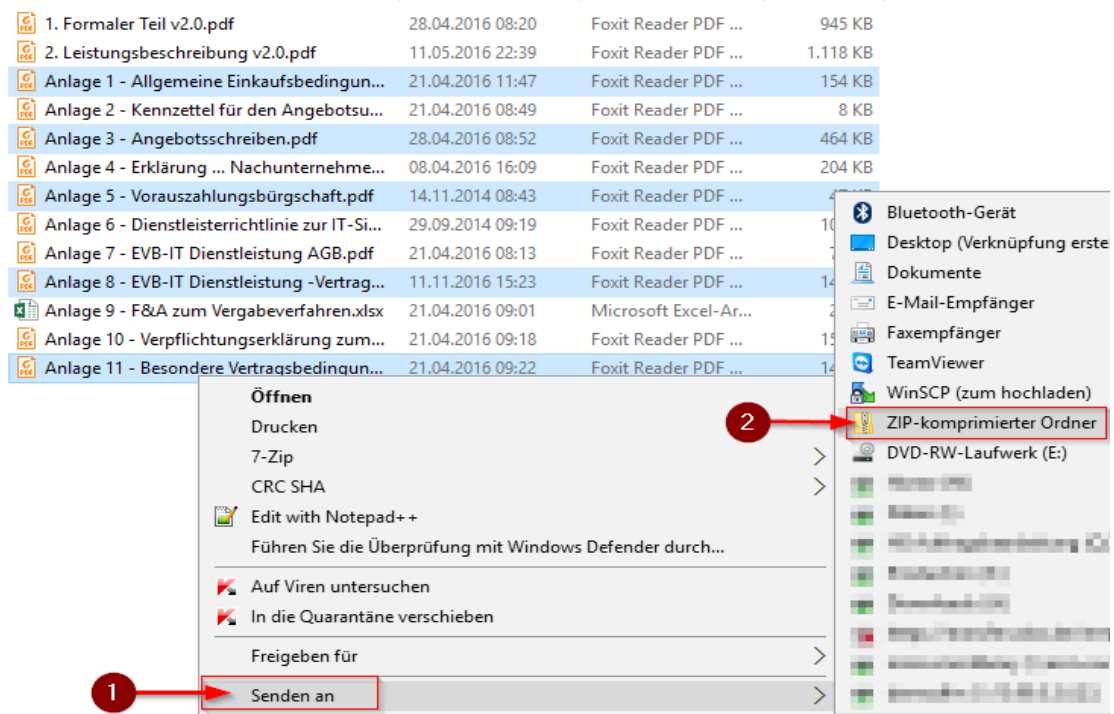 1. Formaler Teil v2.0.pdf 28.04.2016 08:20 Foxit Reader PDF ... 945 KB
2. Leistungsbeschreibung v2.0.pdf 11.05.2016 22:39 Foxit Reader PDF ... 1.118 KB
Anlage 1 - Allgemeine Einkaufsbedingun... 21.04.2016 11:47 Foxit Reader PDF ... 154 KB
Anlage 2 - Kennzettel für den Angebotsu... 21.04.2016 08:49 Foxit Reader PDF ... 8 KB
Anlage 3 - Angebotsschreiben.pdf 28.04.2016 08:52 Foxit Reader PDF ... 464 KB
Anlage 4 - Erklärung ... Nachunternehme... 08.04.2016 16:09 Foxit Reader PDF ... 204 KB
Anlage 5 - Vorauszahlungsbürgschaft.pdf 14.11.2014 08:43 Foxit Reader PDF ...
Anlage 6 - Dienstleisterrichtlinie zur IT-Si... 29.09.2014 09:19 Foxit Reader PDF ... 10
Anlage 7 - EVB-IT Dienstleistung AGB.pdf 21.04.2016 08:13 Foxit Reader PDF ...
Anlage 8 - EVB-IT Dienstleistung -Vertrag... 11.11.2016 15:23 Foxit Reader PDF ... 14
Anlage 9 - F&A zum Vergabeverfahren.xlsx 21.04.2016 09:01 Microsoft Excel-Ar... 2
Anlage 10 - Verpflichtungserklärung zum... 21.04.2016 09:18 Foxit Reader PDF ... 15
Anlage 11 - Besondere Vertragsbedingun... 21.04.2016 09:22 Foxit Reader PDF ... 14
Öffnen
Drucken
7-Zip
CRC SHA
Edit with Notepad++
Führen Sie die Überprüfung mit Windows Defender durch...
Auf Viren untersuchen
In die Quarantäne verschieben
Freigeben für
1
Senden an
Bluetooth-Gerät
Desktop (Verknüpfung erstel
Dokumente
E-Mail-Empfänger
Faxempfänger
TeamViewer
WinSCP (zum hochladen)
2
ZIP-komprimierter Ordner
DVD-RW-Laufwerk (E:)